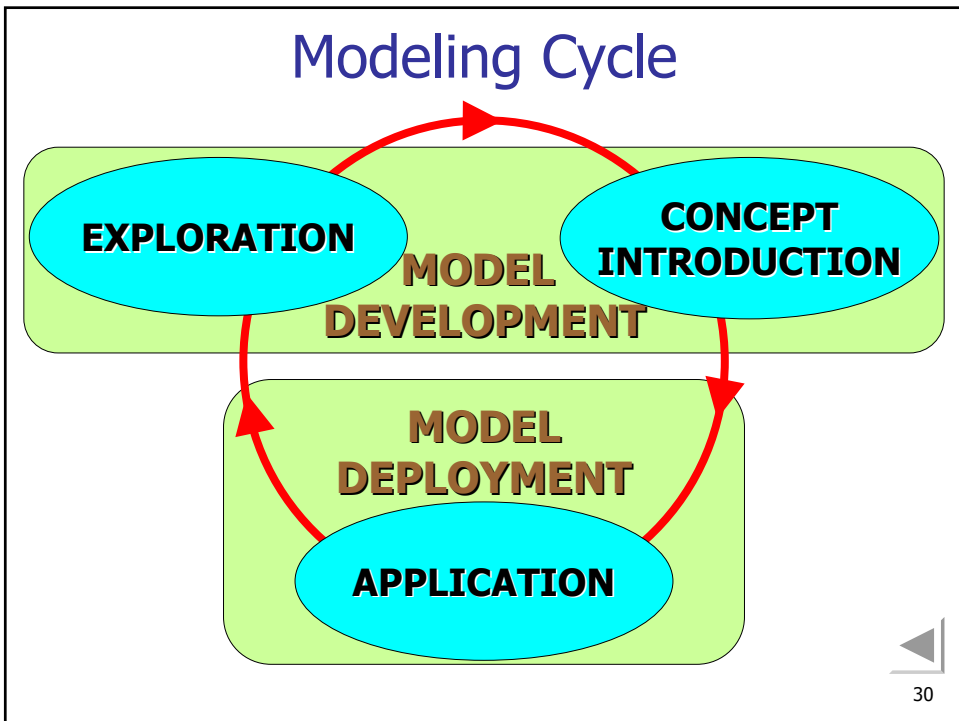 Modeling Cycle
EXPLORATION
CONCEPT
INTRODUCTION
MODEL
DEVELOPMENT
MODEL
DEPLOYMENT
APPLICATION
30